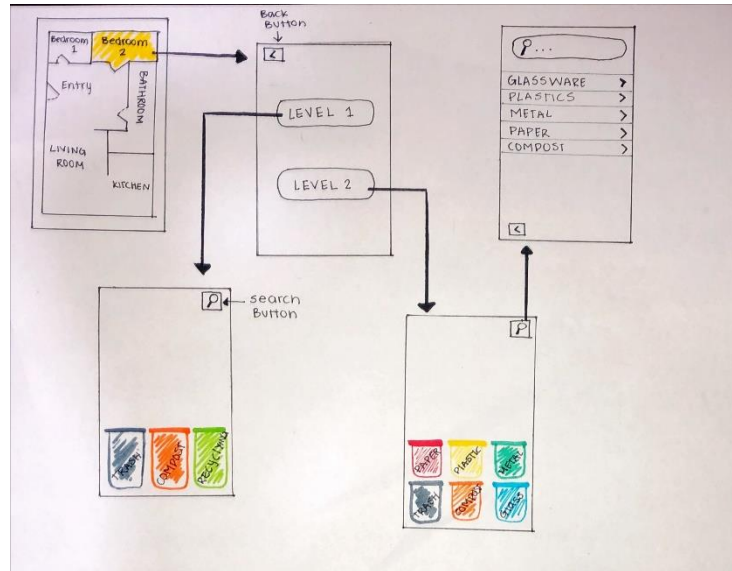 Bedroom
1
Bedroom
2
Entry
BATHROOM
LIVING
ROOM
KITCHEN
Back
Button
<
LEVEL 1
LEVEL 2
...
GLASSWARE >
PLASTICS >
METAL >
PAPER >
COMPOST >
<
search
Button
TRASH
COMPOST
RECYCLING
PAPER
PLASTIC
METAL
TRASH
COMPOST
GLASS